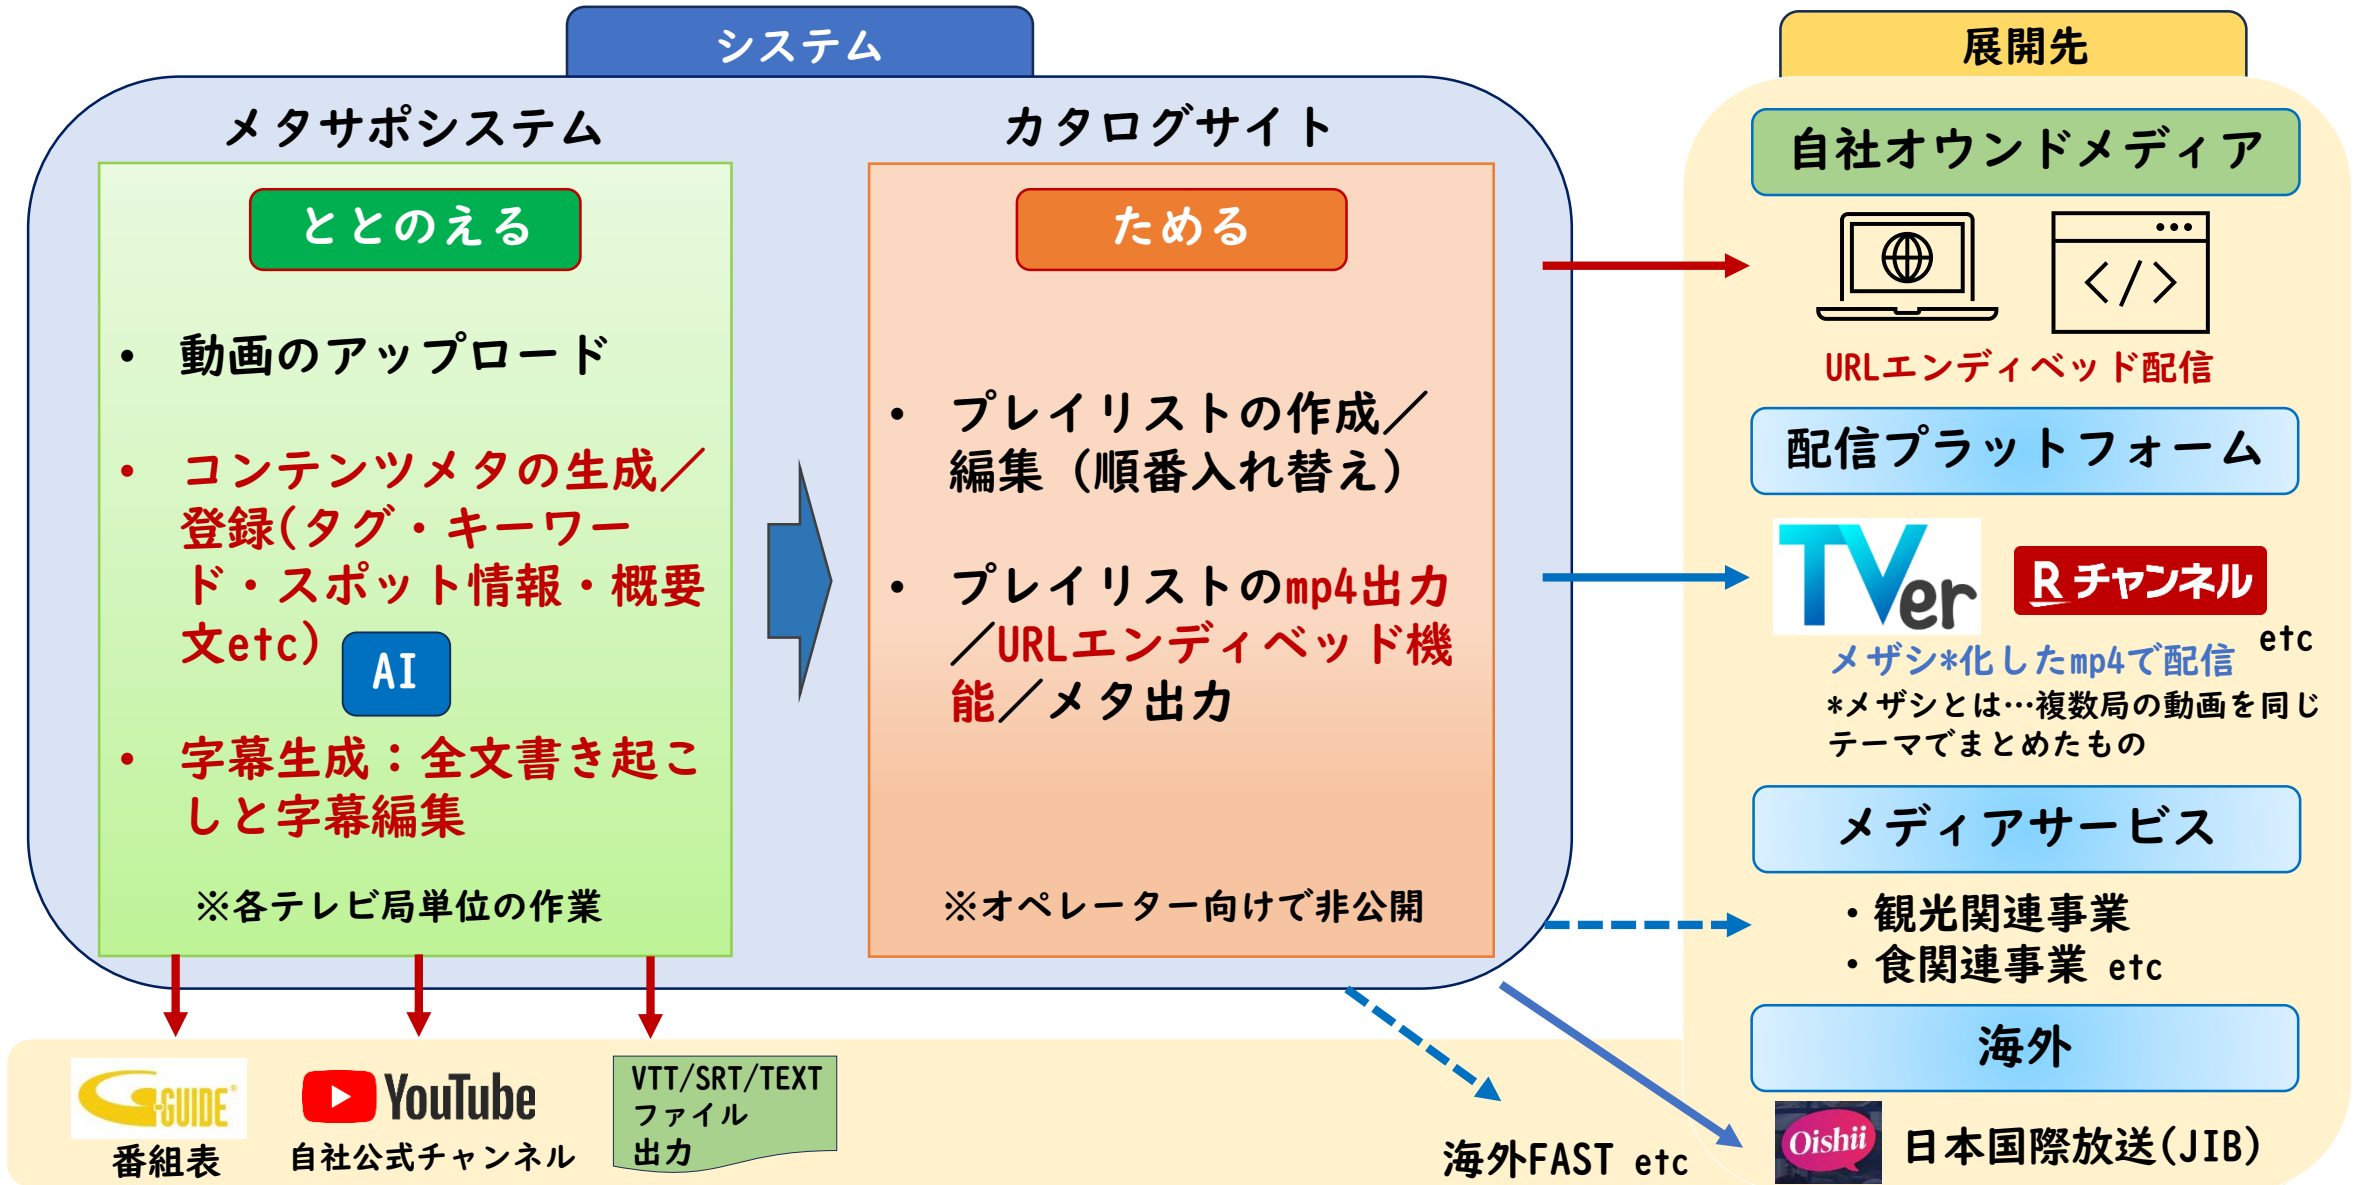 システム
メタサポシステム
ととのえる
• 動画のアップロード
• コンテンツメタの生成／
登録(タグ・キーワー
ド・スポット情報・概要
文etc)
AI
• 字幕生成：全文書き起こ
しと字幕編集
※各テレビ局単位の作業
カタログサイト
ためる
• プレイリストの作成／
編集（順番入れ替え）
• プレイリストのmp4出力
／URLエンディベッド機
能／メタ出力
※オペレーター向けで非公開
展開先
自社オウンドメディア
</>
URLエンディベッド配信
配信プラットフォーム
TVer
R チャンネル
etc
メザシ*化したmp4で配信
*メザシとは…複数局の動画を同じ
テーマでまとめたもの
メディアサービス
・観光関連事業
・食関連事業 etc
海外
Oishii
日本国際放送(JIB)
海外FAST etc
G-GUIDE®
番組表
YouTube
自社公式チャンネル
VTT/SRT/TEXT
ファイル
出力